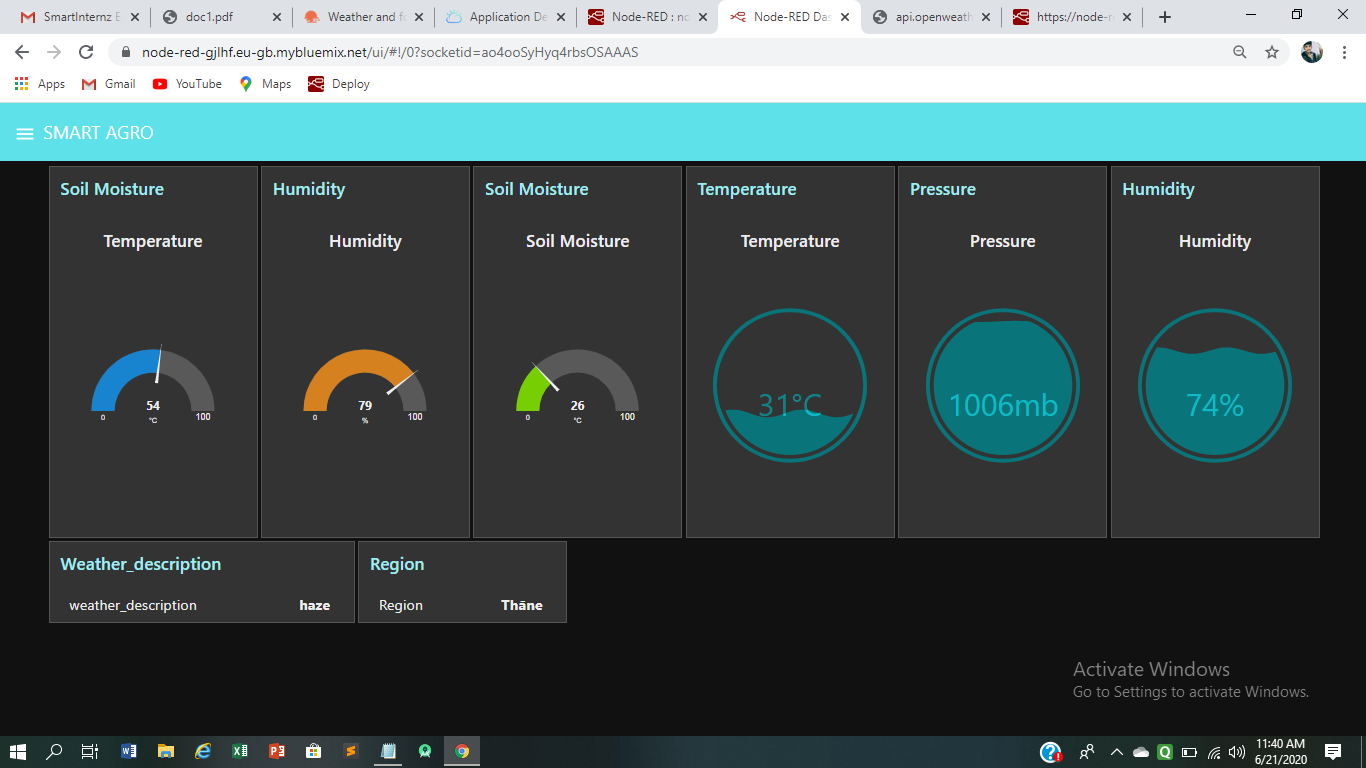 SmartInternz E
doc1.pdf
Weather and fa
Application De
Node-RED : no
Node-RED Das
api.openweath
https://node-r
node-red-gjlhf.eu-gb.mybluemix.net/ui/#!/0?socketid=ao4ooSyHyq4rbsOSAAAS
Apps Gmail YouTube Maps Deploy
SMART AGRO
Soil Moisture Humidity Soil Moisture Temperature Pressure Humidity
Temperature Humidity Soil Moisture Temperature Pressure Humidity
54 79 26 31°C 1006mb 74%
0 °C 100 0 % 100 0 °C 100
Weather_description Region
weather_description haze Region Thāne
Activate Windows
Go to Settings to activate Windows.
11:40 AM
6/21/2020